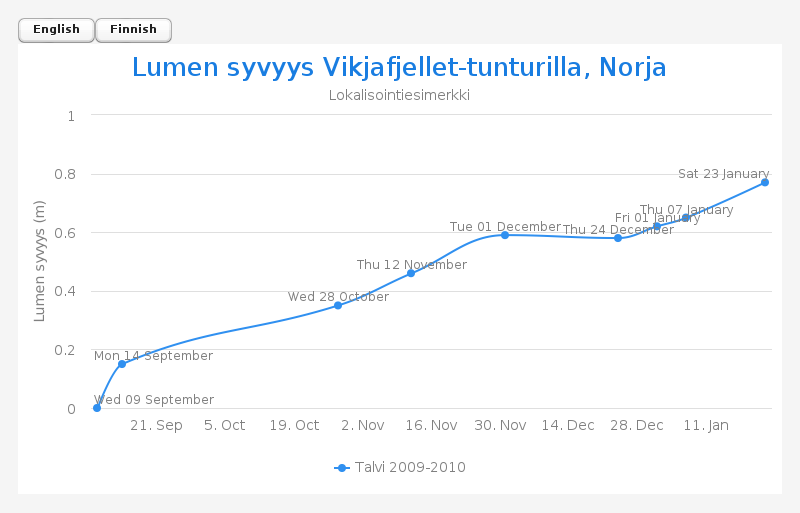 English Finnish
Lumen syvyys Vikjafjellet-tunturilla, Norja
Lokalisointiesimerkki
Lumen syvyys (m)
1
0.8
0.6
0.4
0.2
0
Sat 23 January
Thu 07 January
Fri 01 January
Tue 01 December
Thu 24 December
Thu 12 November
Wed 28 October
Mon 14 September
Wed 09 September
21. Sep 5. Oct 19. Oct 2. Nov 16. Nov 30. Nov 14. Dec 28. Dec 11. Jan
Talvi 2009-2010